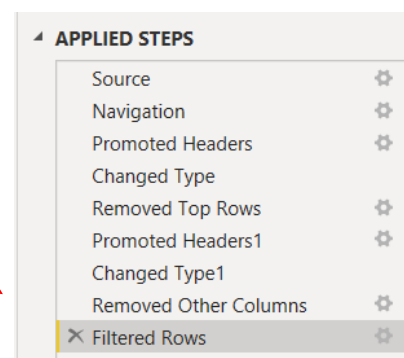 APPLIED STEPS
Source
Navigation
Promoted Headers
Changed Type
Removed Top Rows
Promoted Headers1
Changed Type1
Removed Other Columns
Filtered Rows